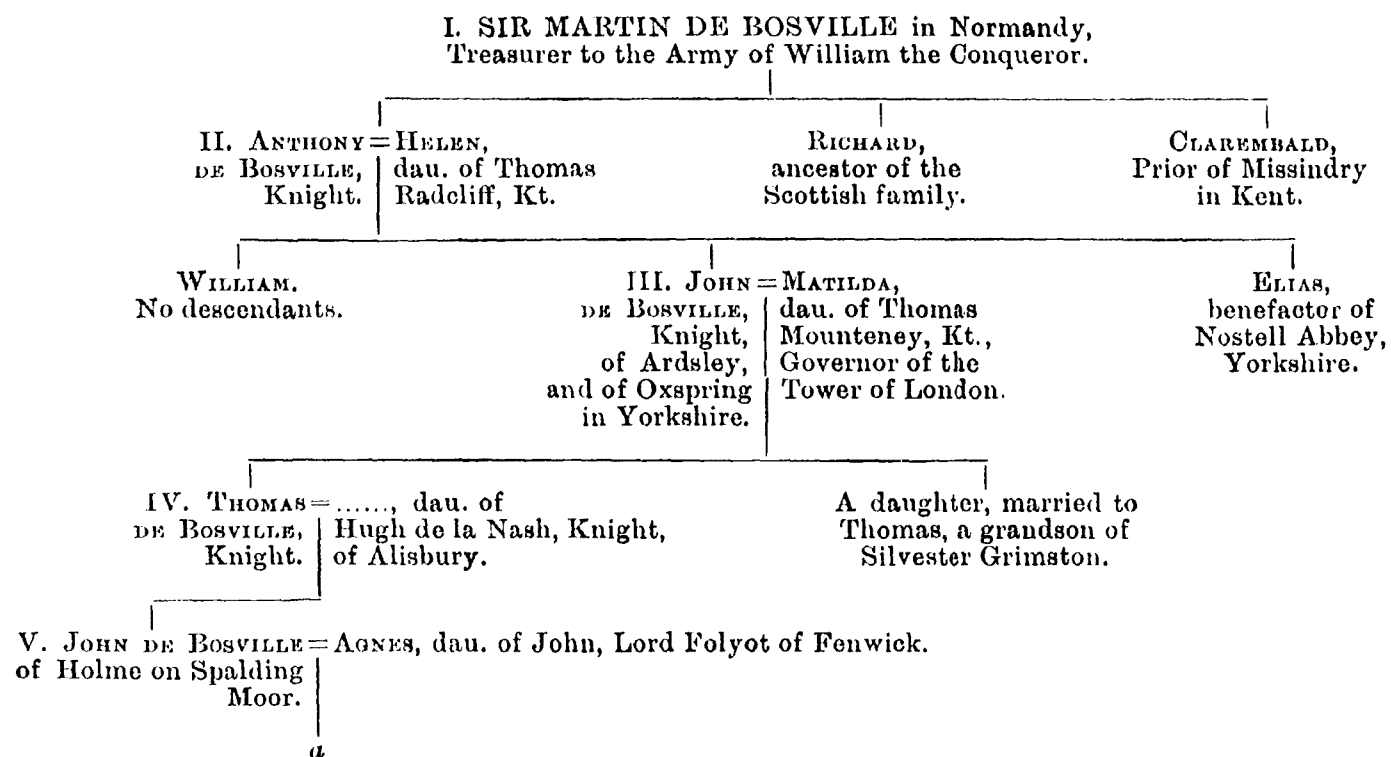 I. SIR MARTIN DE BOSVILLE in Normandy,
Treasurer to the Army of William the Conqueror.
II. ANTHONY = HELEN,
DE BOSVILLE, dau. of Thomas
Knight. Radcliff, Kt.
RICHARD,
ancestor of the
Scottish family.
CLAREMBALD,
Prior of Missindry
in Kent.
WILLIAM.
No descendants.
III. JOHN = MATILDA,
DE BOSVILLE, dau. of Thomas
Knight, Mounteney, Kt.,
of Ardsley, Governor of the
and of Oxspring Tower of London.
in Yorkshire.
ELIAS,
benefactor of
Nostell Abbey,
Yorkshire.
IV. THOMAS = ......, dau. of
DE BOSVILLE, Hugh de la Nash, Knight,
Knight. of Alisbury.
A daughter, married to
Thomas, a grandson of
Silvester Grimston.
V. JOHN DE BOSVILLE = AGNES, dau. of John, Lord Folyot of Fenwick.
of Holme on Spalding
Moor.
a